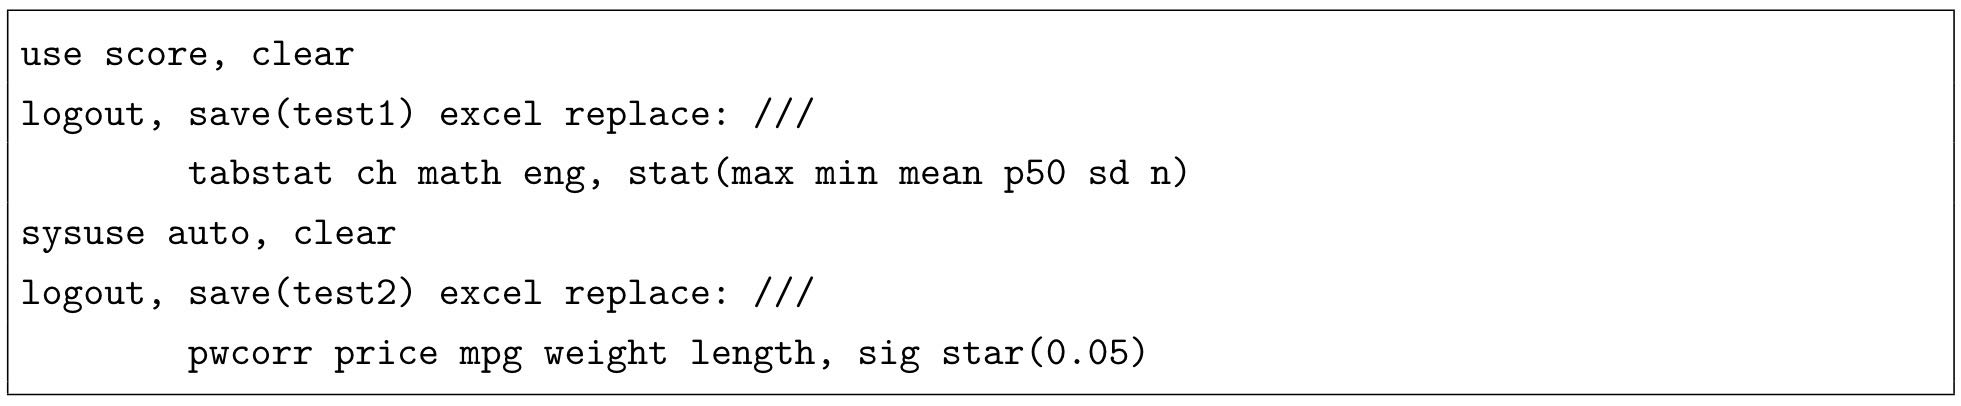 use score, clear
logout, save(test1) excel replace: ///
tabstat ch math eng, stat(max min mean p50 sd n)
sysuse auto, clear
logout, save(test2) excel replace: ///
pwcorr price mpg weight length, sig star(0.05)